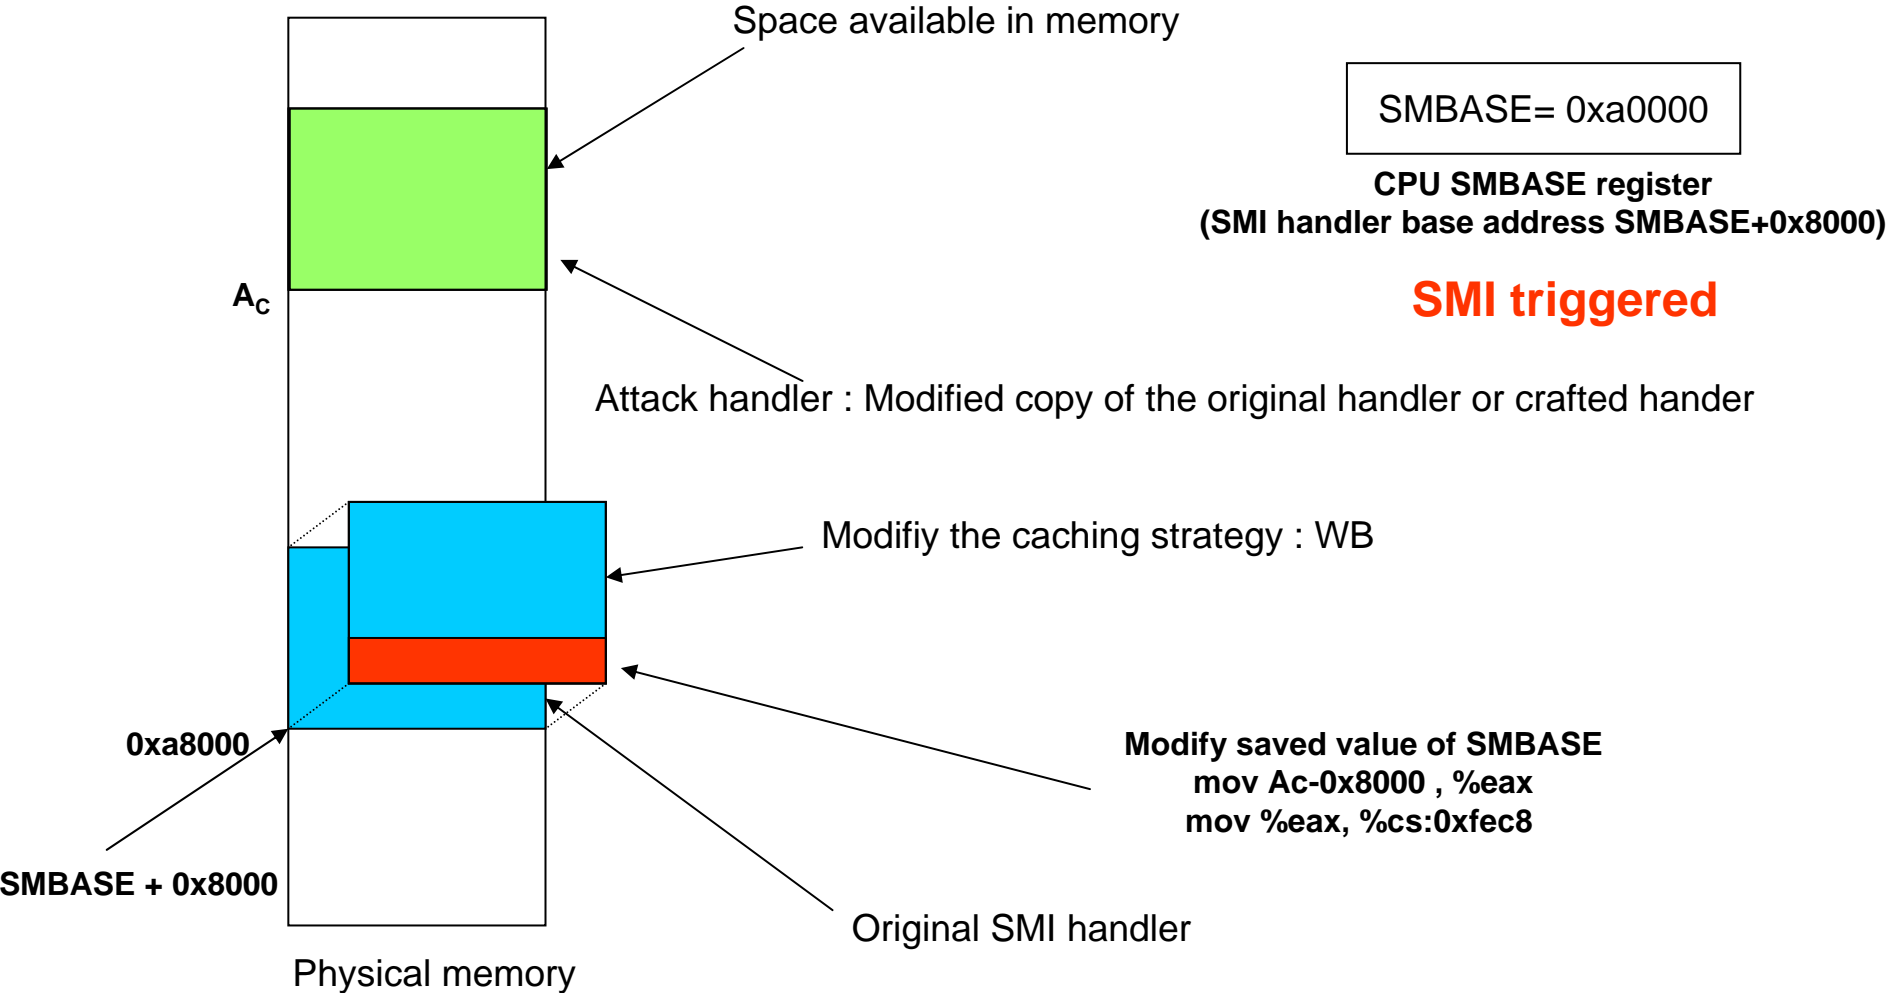 Space available in memory
SMBASE= 0xa0000
CPU SMBASE register
(SMI handler base address SMBASE+0x8000)
SMI triggered
AC
Attack handler : Modified copy of the original handler or crafted hander
Modifiy the caching strategy : WB
0xa8000
Modify saved value of SMBASE
mov Ac-0x8000 , %eax
mov %eax, %cs:0xfec8
SMBASE + 0x8000
Original SMI handler
Physical memory